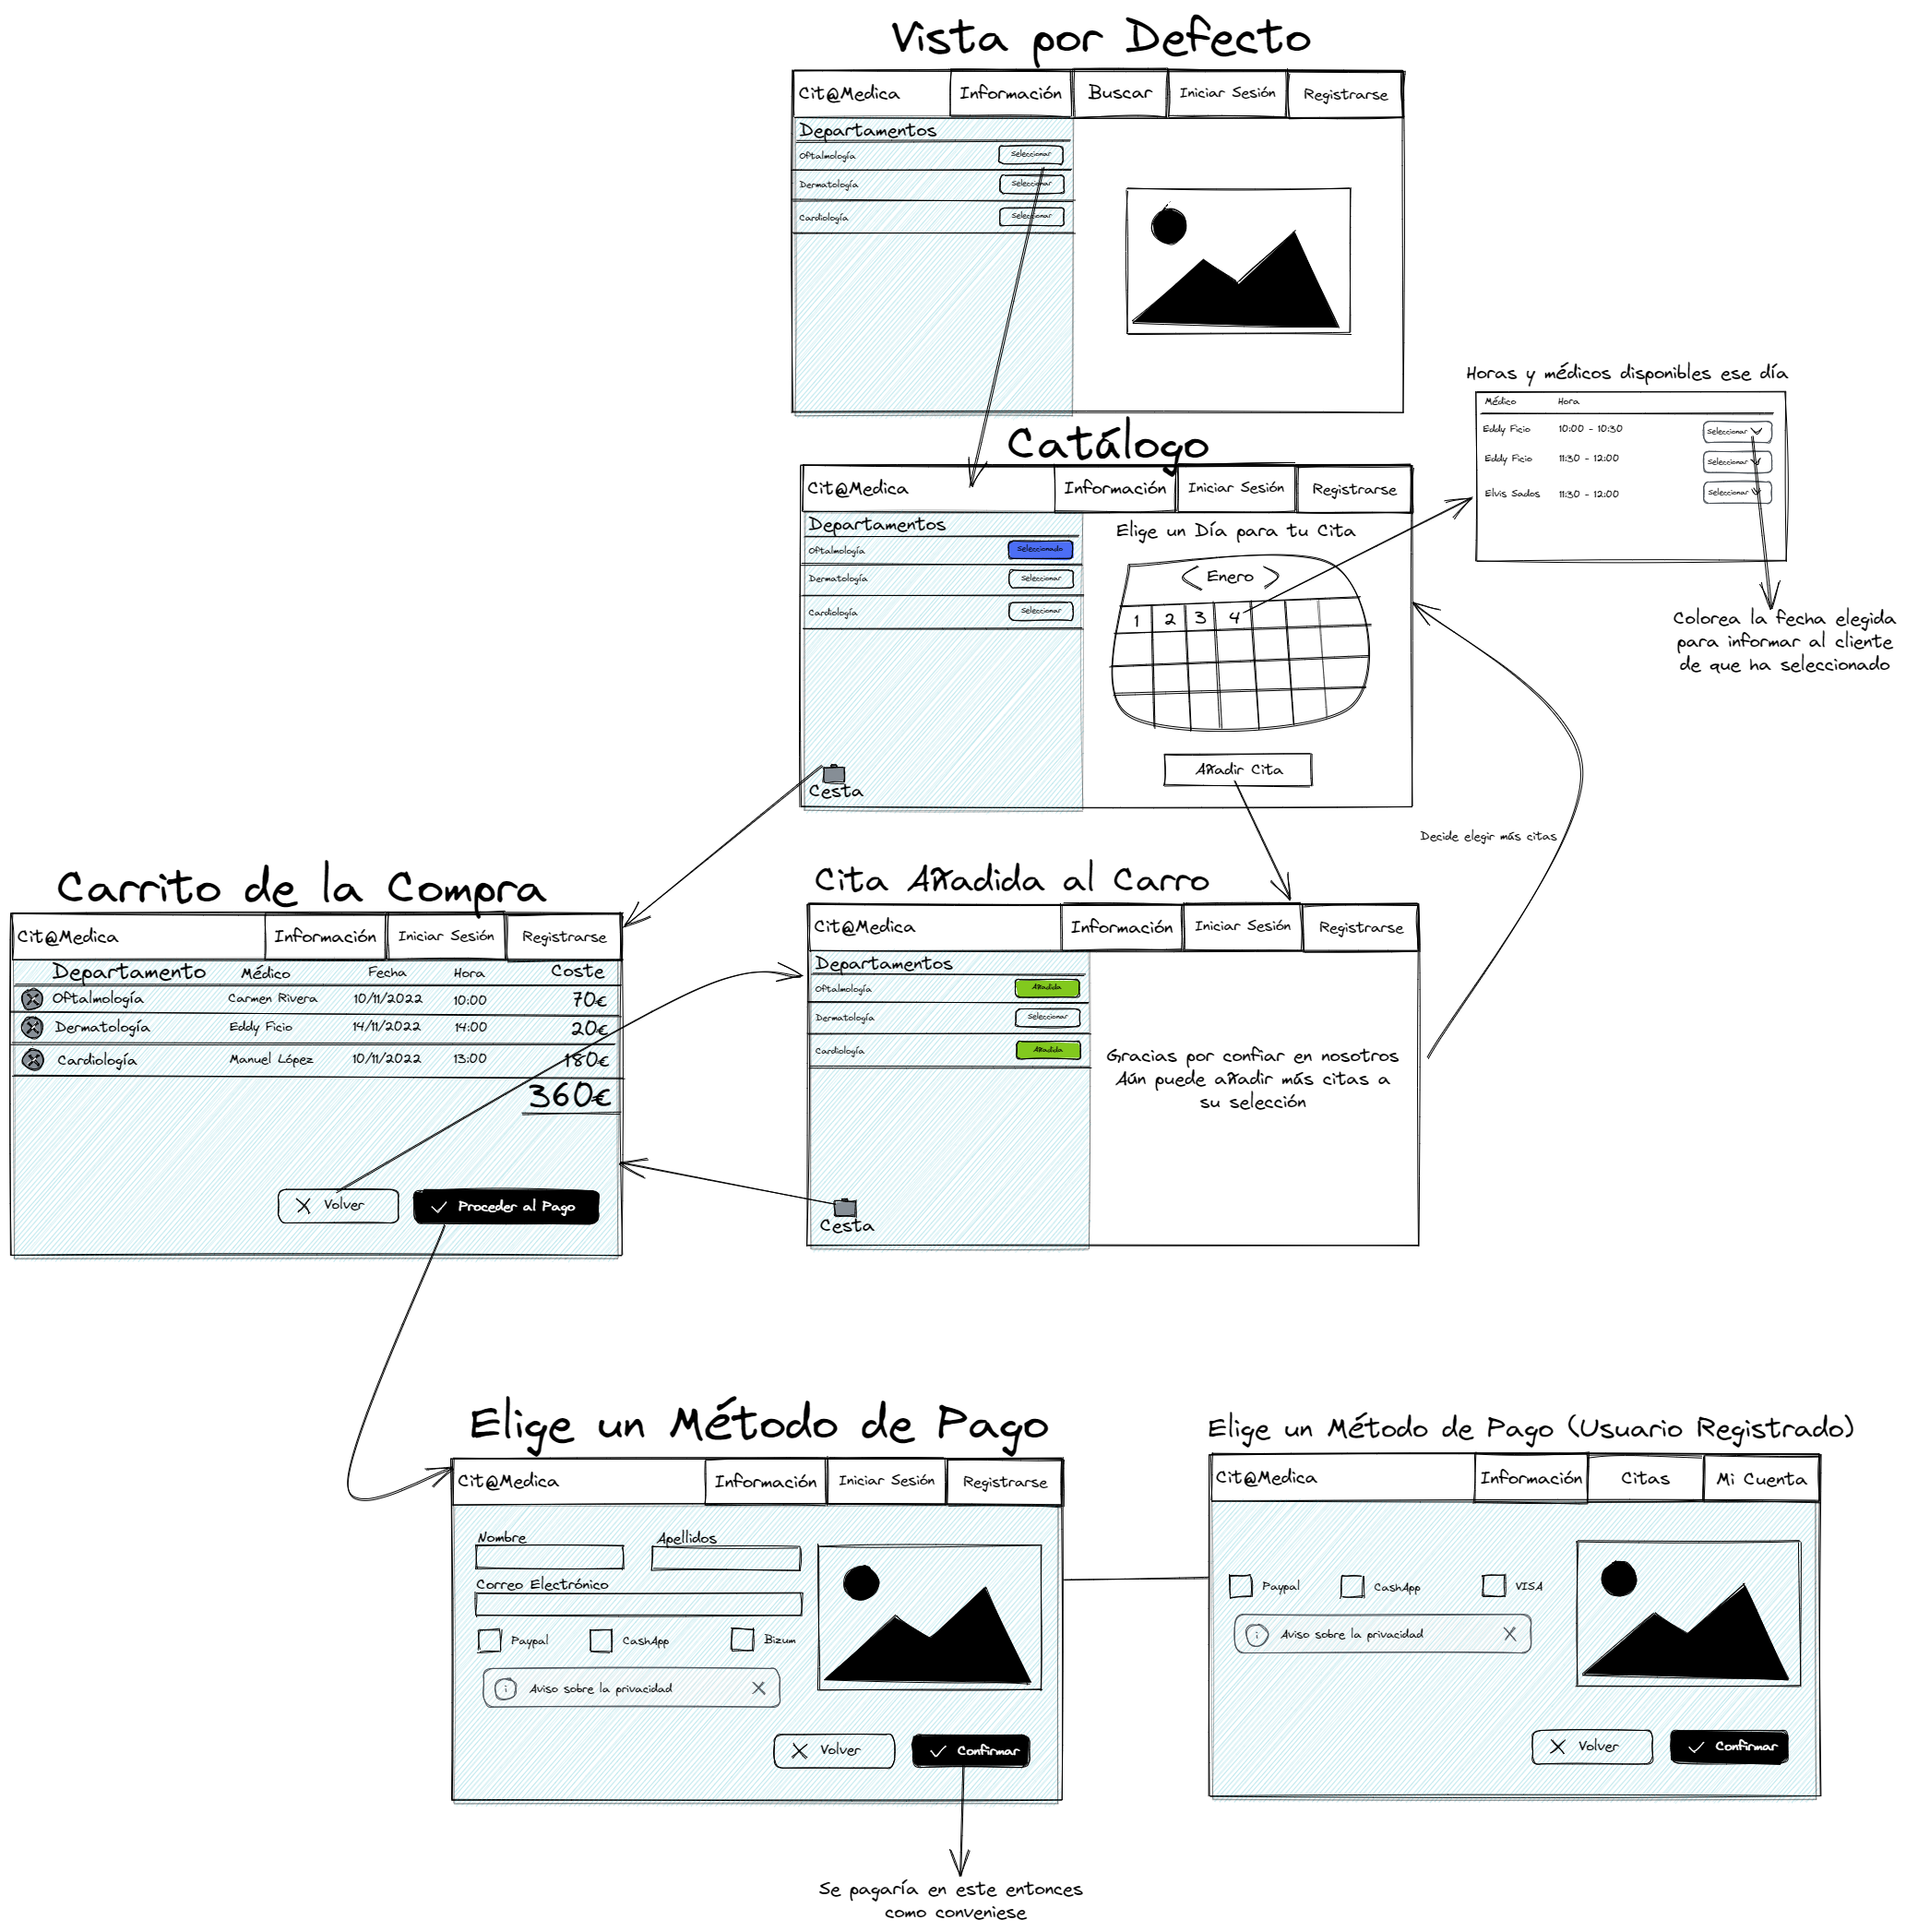 Vista por Defecto
Cit@Medica Información Buscar Iniciar Sesión Registrarse
Departamentos
Oftalmología Seleccionar
Dermatología Seleccionar
Cardiología Seleccionar
Horas y médicos disponibles ese día
Médico Hora
Eddy Ficio 10:00 - 10:30 Seleccionar
Eddy Ficio 11:30 - 12:00 Seleccionar
Elvis Sados 11:30 - 12:00 Seleccionar
Colorea la fecha elegida
para informar al cliente
de que ha seleccionado
Catálogo
Cit@Medica Información Iniciar Sesión Registrarse
Departamentos
Oftalmología Seleccionado
Dermatología Seleccionar
Cardiología Seleccionar
Elige un Día para tu Cita
Enero
1 2 3 4
Añadir Cita
Cesta
Decide elegir más citas
Carrito de la Compra
Cit@Medica Información Iniciar Sesión Registrarse
Departamento Médico Fecha Hora Coste
Oftalmología Carmen Rivera 10/11/2022 10:00 70€
Dermatología Eddy Ficio 14/11/2022 14:00 20€
Cardiología Manuel López 10/11/2022 13:00 180€
360€
Volver Proceder al Pago
Cita Añadida al Carro
Cit@Medica Información Iniciar Sesión Registrarse
Departamentos
Oftalmología Añadida
Dermatología Seleccionar
Cardiología Añadida
Gracias por confiar en nosotros
Aún puede añadir más citas a
su selección
Cesta
Elige un Método de Pago
Cit@Medica Información Iniciar Sesión Registrarse
Nombre Apellidos
Correo Electrónico
Paypal CashApp Bizum
Aviso sobre la privacidad
Volver Confirmar
Se pagaría en este entonces
como conveniese
Elige un Método de Pago (Usuario Registrado)
Cit@Medica Información Citas Mi Cuenta
Paypal CashApp VISA
Aviso sobre la privacidad
Volver Confirmar